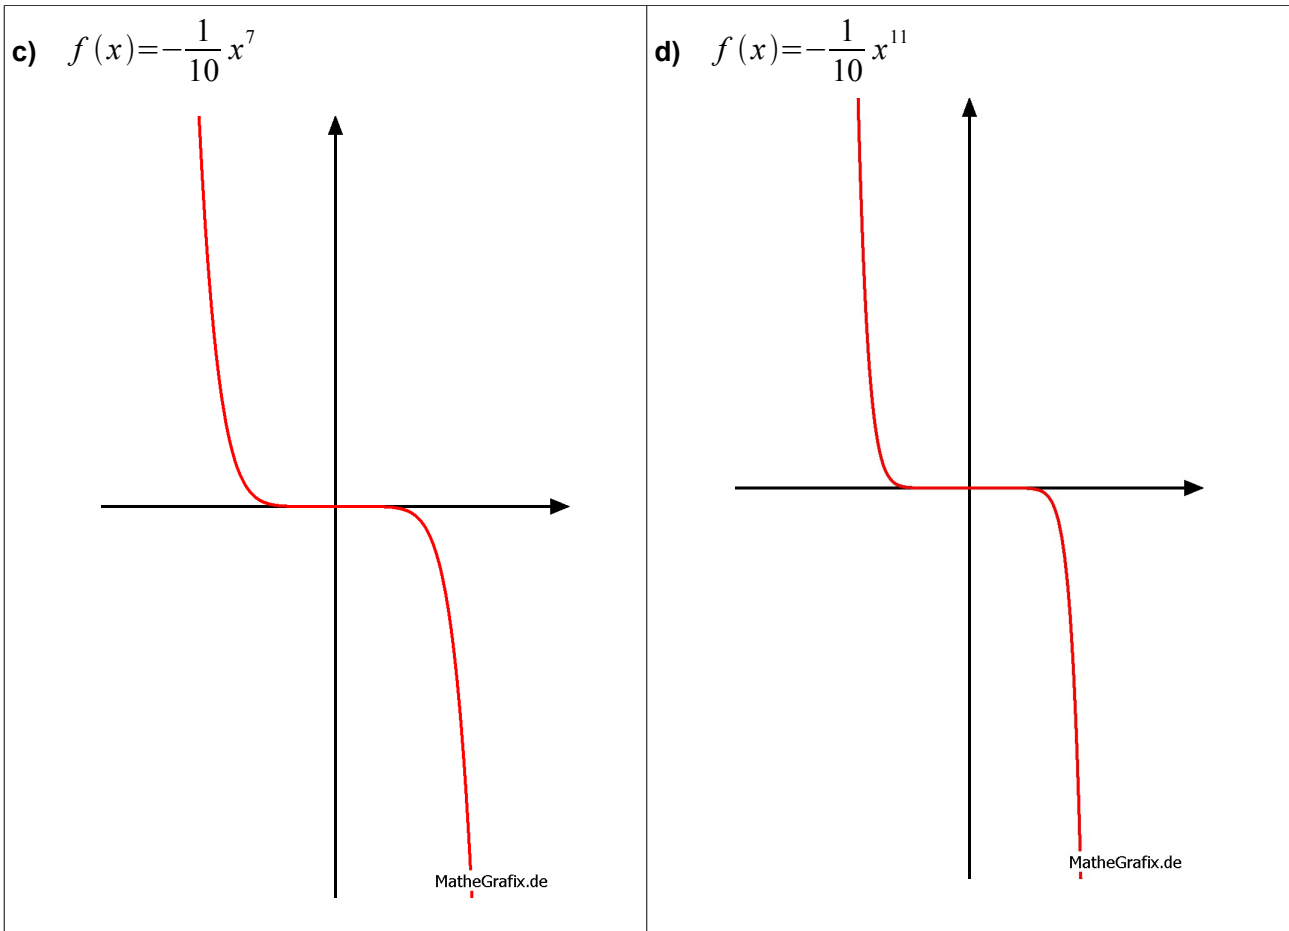 c) f(x)=−1/10 x^7
MatheGrafix.de
d) f(x)=−1/10 x^11
MatheGrafix.de